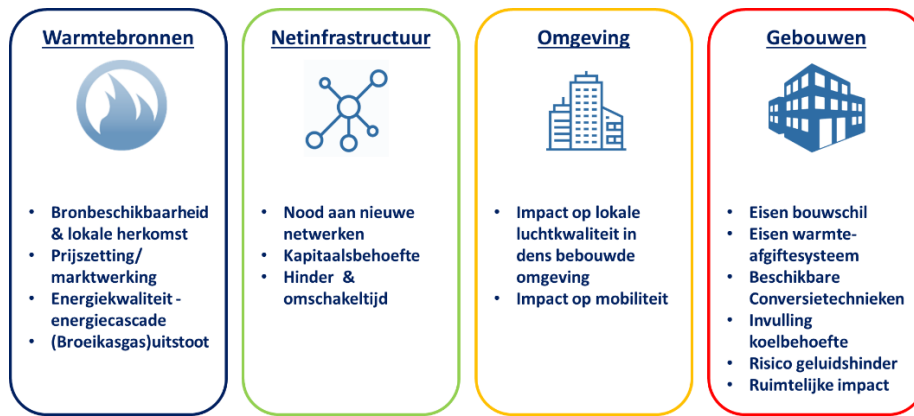 Warmtebronnen
• Bronbeschikbaarheid
& lokale herkomst
• Prijszetting/
marktwerking
• Energiekwaliteit -
energiecascade
• (Broeikasgas)uitstoot
Netinfrastructuur
• Nood aan nieuwe
netwerken
• Kapitaalsbehoefte
• Hinder &
omschakeltijd
Omgeving
• Impact op lokale
luchtkwaliteit in
dens bebouwde
omgeving
• Impact op mobiliteit
Gebouwen
• Eisen bouwschil
• Eisen warmte-
afgiftesysteem
• Beschikbare
Conversietechnieken
• Invulling
koelbehoefte
• Risico geluidshinder
• Ruimtelijke impact